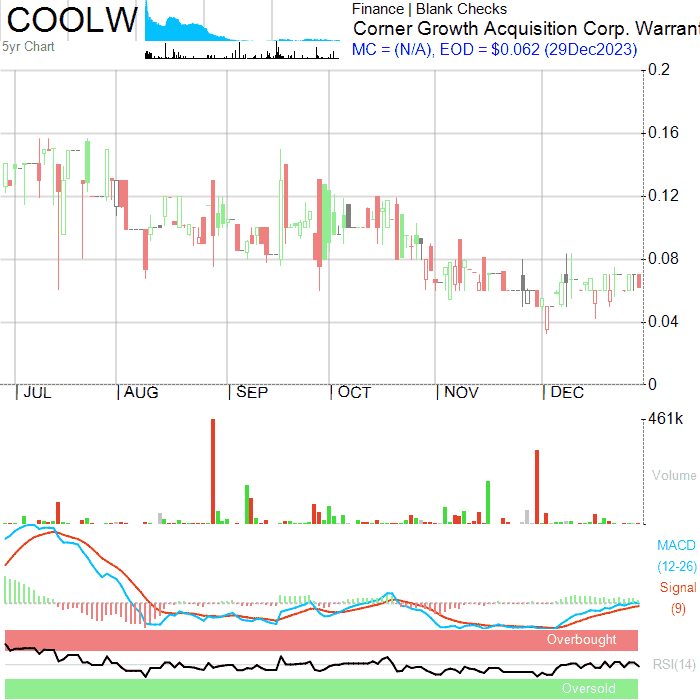 COOLW
5yr Chart
Finance | Blank Checks
Corner Growth Acquisition Corp. Warrant
MC = (N/A), EOD = $0.062 (29Dec2023)
0.2
0.16
0.12
0.08
0.04
0
JUL AUG SEP OCT NOV DEC
461k
Volume
MACD
(12-26)
Signal
(9)
Overbought
RSI(14)
Oversold